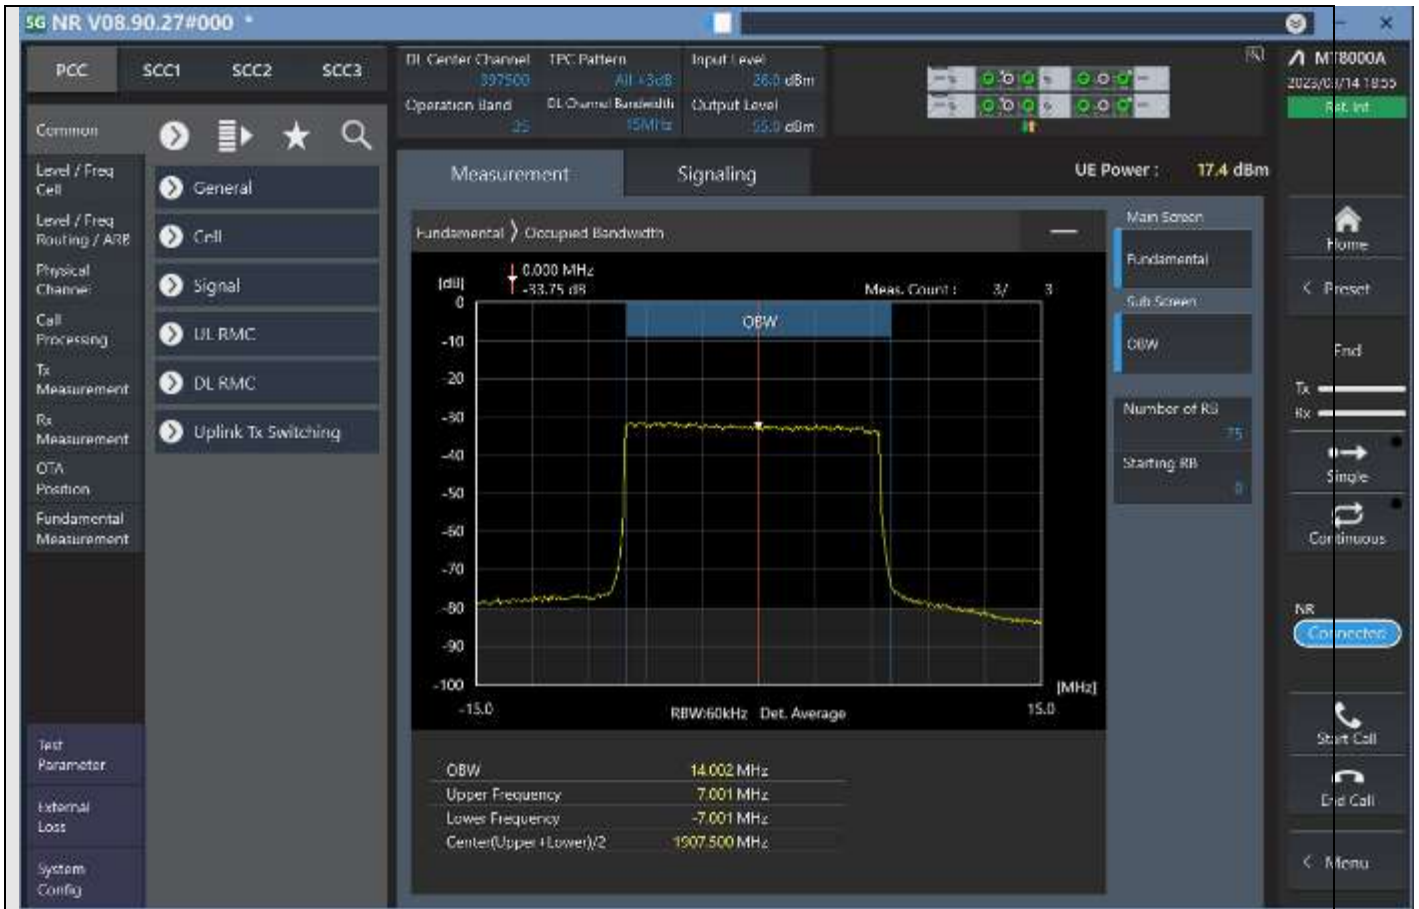 5G NR V08.90.27#000 *
PCC SCC1 SCC2 SCC3
DL Center Channel
397500
TPC Pattern
All +3dB
Input Level
26.0 dBm
Operation Band
25
DL Channel Bandwidth
15MHz
Output Level
-55.0 dBm
MT8000A
2023/03/14 18:55
Ref. Int
Common
Level / Freq
Cell
Level / Freq
Routing / ARB
Physical
Channel
Call
Processing
Tx
Measurement
Rx
Measurement
OTA
Position
Fundamental
Measurement
Test
Parameter
External
Loss
System
Config
General
Cell
Signal
UL RMC
DL RMC
Uplink Tx Switching
Measurement Signaling
UE Power : 17.4 dBm
Fundamental > Occupied Bandwidth
0.000 MHz
-33.75 dB
Meas. Count : 3/ 3
[dB]
OBW
0
-10
-20
-30
-40
-50
-60
-70
-80
-90
-100
[MHz]
-15.0 RBW:60kHz Det. Average 15.0
OBW 14.002 MHz
Upper Frequency 7.001 MHz
Lower Frequency -7.001 MHz
Center(Upper+Lower)/2 1907.500 MHz
Main Screen
Fundamental
Sub Screen
OBW
Number of RB
75
Starting RB
0
Home
< Preset
End
Tx
Rx
Single
Continuous
NR
Connected
Start Call
End Call
< Menu